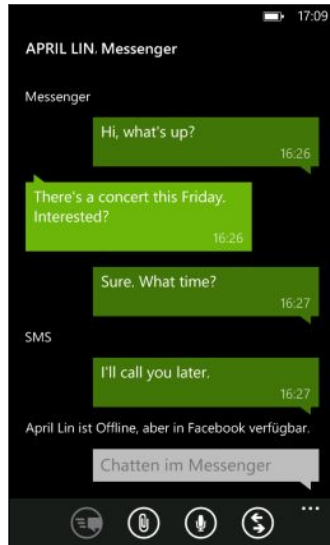 17:09
APRIL LIN, Messenger
Messenger
Hi, what's up?
16:26
There's a concert this Friday.
Interested?
16:26
Sure. What time?
16:27
SMS
I'll call you later.
16:27
April Lin ist Offline, aber in Facebook verfügbar.
Chatten im Messenger